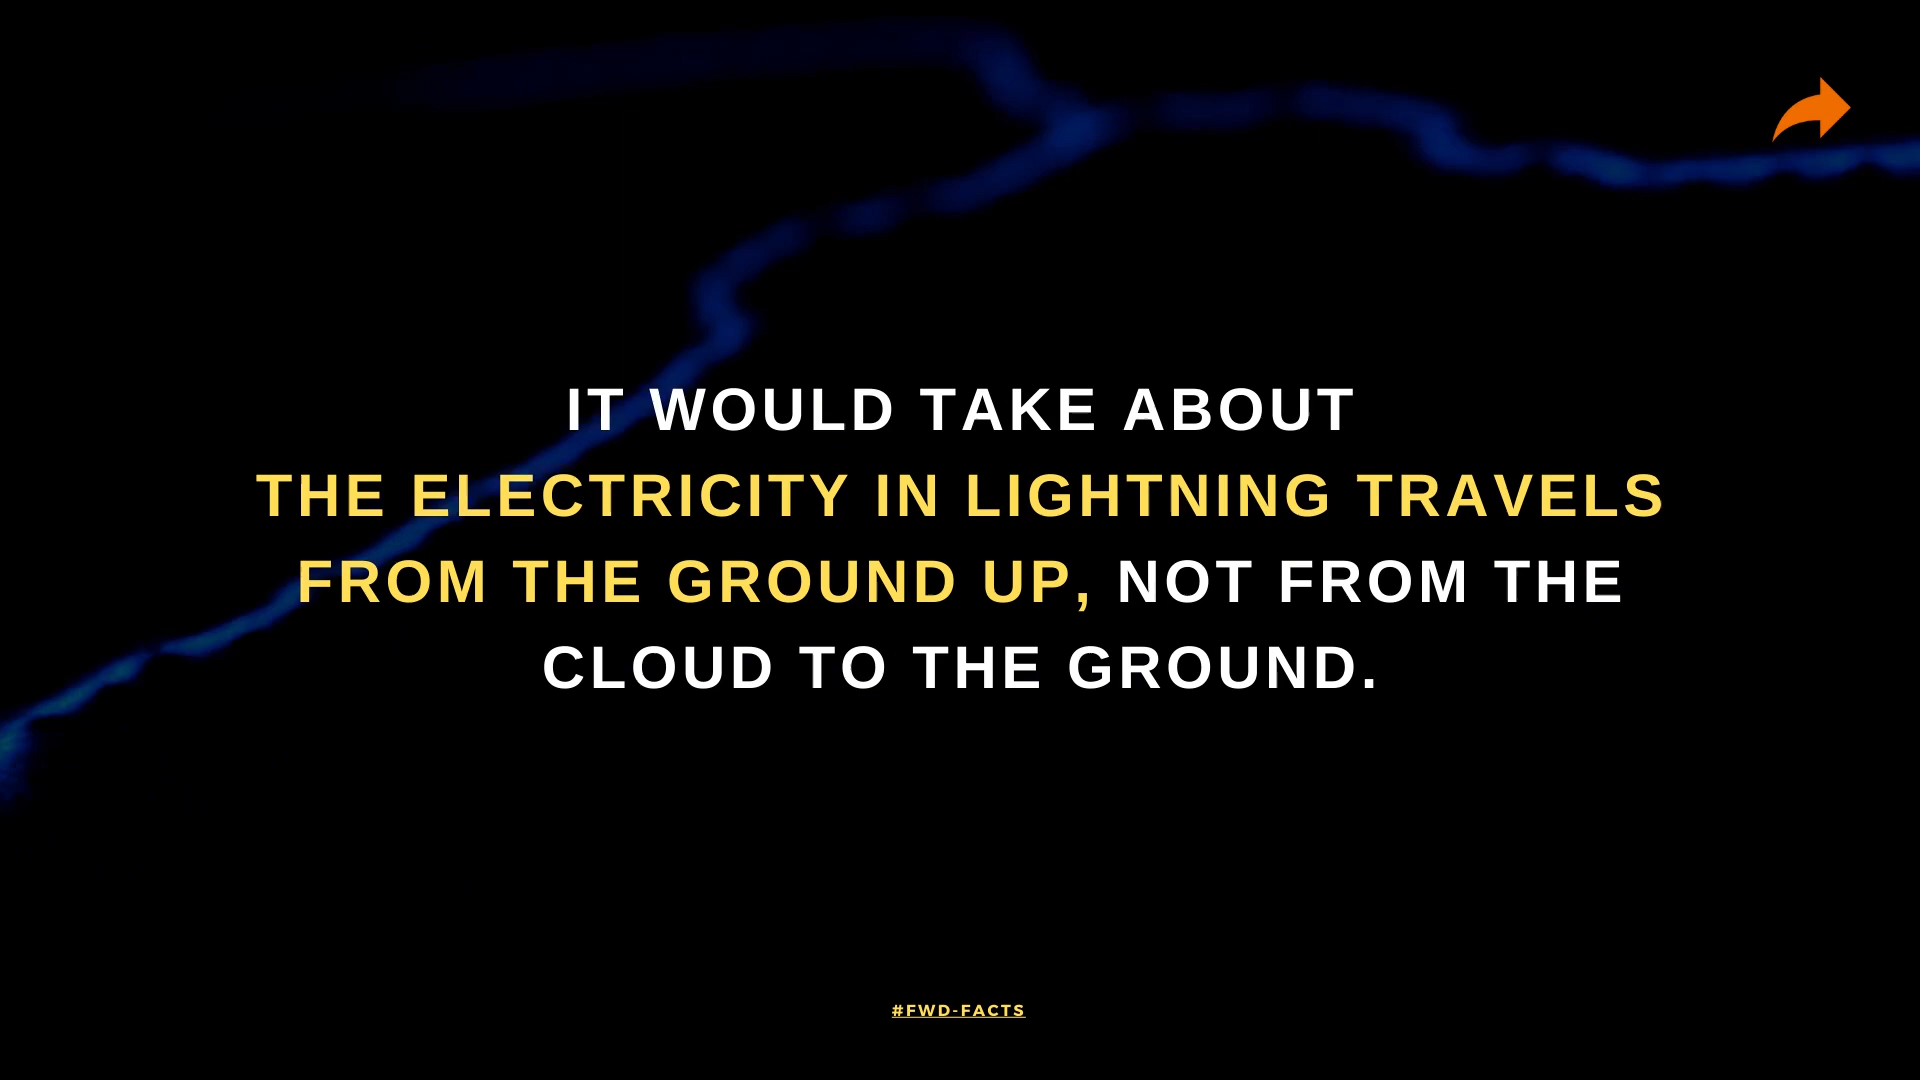 IT WOULD TAKE ABOUT
THE ELECTRICITY IN LIGHTNING TRAVELS
FROM THE GROUND UP, NOT FROM THE
CLOUD TO THE GROUND.
#FWD-FACTS